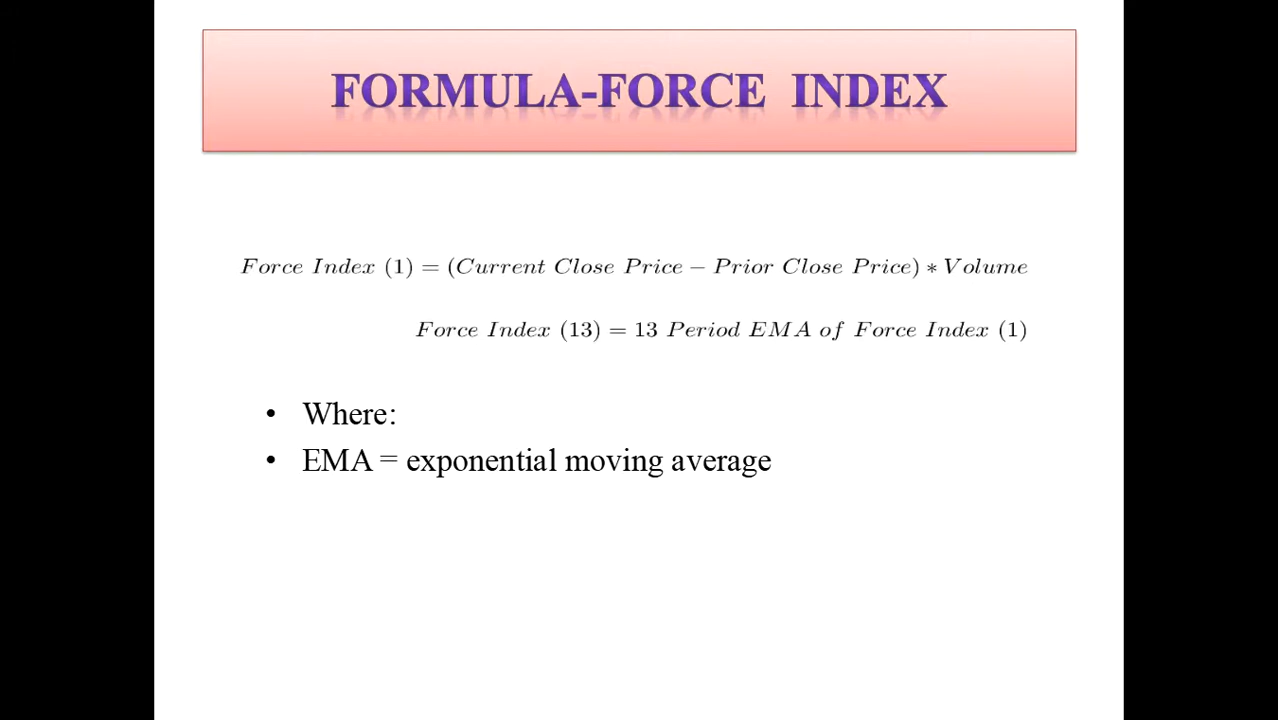 FORMULA-FORCE INDEX
Force Index (1) = (Current Close Price − Prior Close Price) ∗ Volume
Force Index (13) = 13 Period EMA of Force Index (1)
• Where:
• EMA = exponential moving average